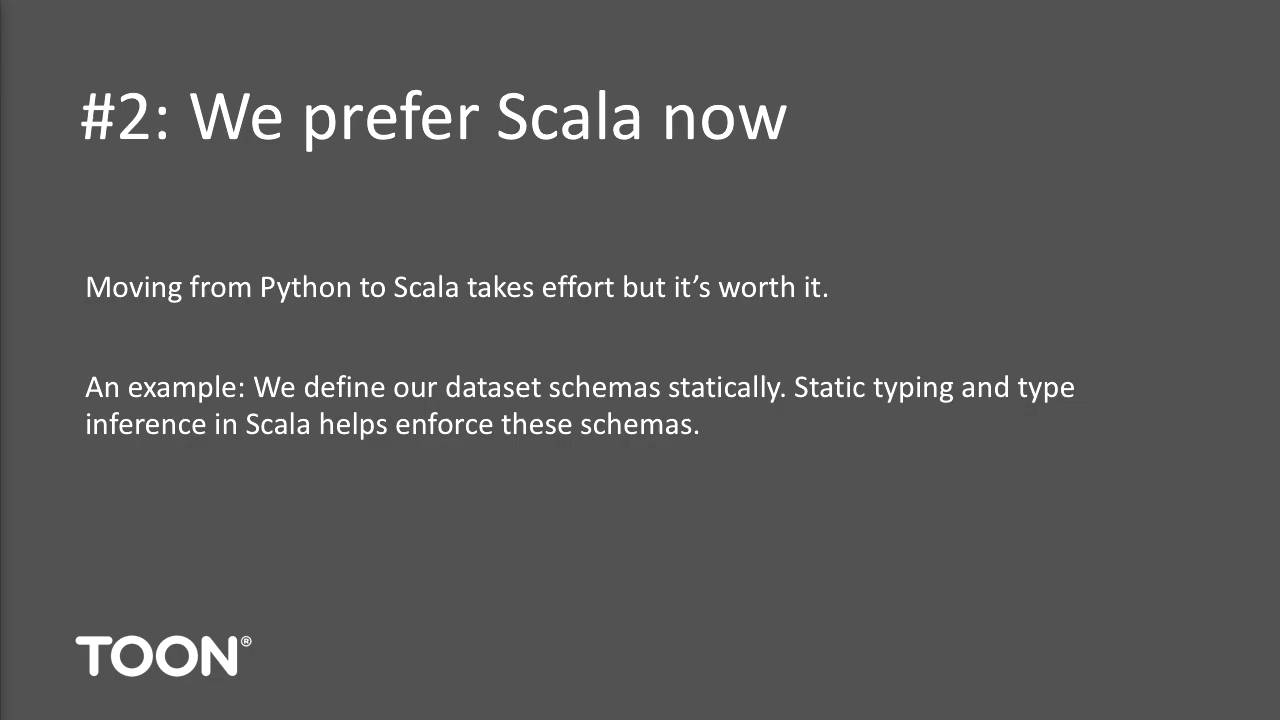 #2: We prefer Scala now
Moving from Python to Scala takes effort but it’s worth it.
An example: We define our dataset schemas statically. Static typing and type
inference in Scala helps enforce these schemas.
TOON®